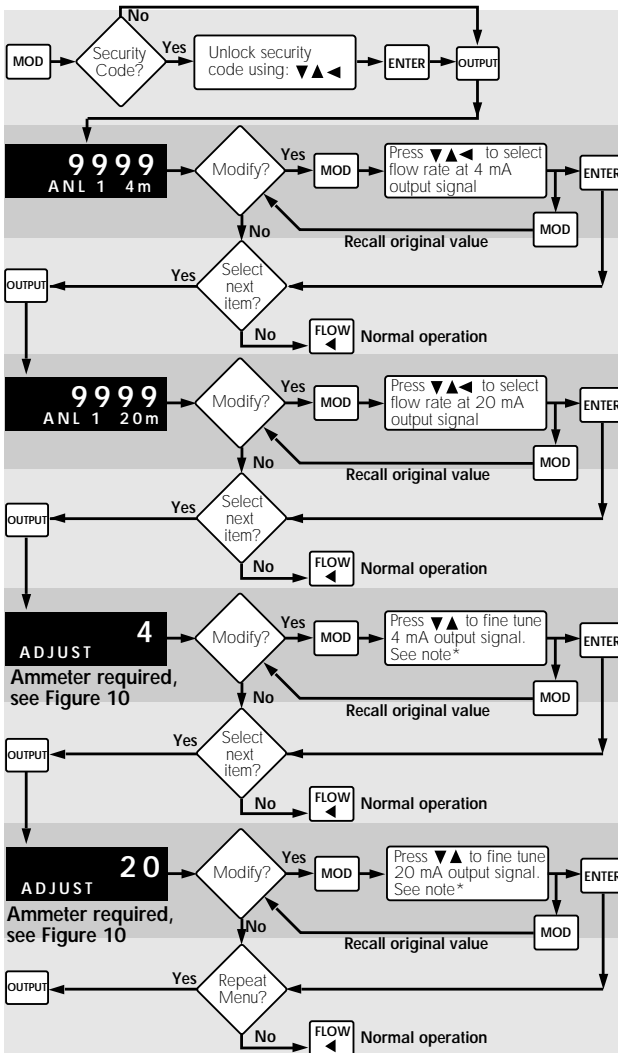 No
MOD
Security
Code?
Yes
Unlock security
code using: ▼▲◄
ENTER
OUTPUT
9999
ANL 1 4m
Modify?
Yes
MOD
Press ▼▲◄ to select
flow rate at 4 mA
output signal
ENTER
MOD
No
Recall original value
OUTPUT
Yes
Select
next
item?
No
FLOW
◄
Normal operation
9999
ANL 1 20m
Modify?
Yes
MOD
Press ▼▲◄ to select
flow rate at 20 mA
output signal
ENTER
MOD
No
Recall original value
OUTPUT
Yes
Select
next
item?
No
FLOW
◄
Normal operation
4
ADJUST
Ammeter required,
see Figure 10
Modify?
Yes
MOD
Press ▼▲ to fine tune
4 mA output signal.
See note*
ENTER
MOD
No
Recall original value
OUTPUT
Yes
Select
next
item?
No
FLOW
◄
Normal operation
20
ADJUST
Ammeter required,
see Figure 10
Modify?
Yes
MOD
Press ▼▲ to fine tune
20 mA output signal.
See note*
ENTER
MOD
No
Recall original value
OUTPUT
Yes
Repeat
Menu?
No
FLOW
◄
Normal operation